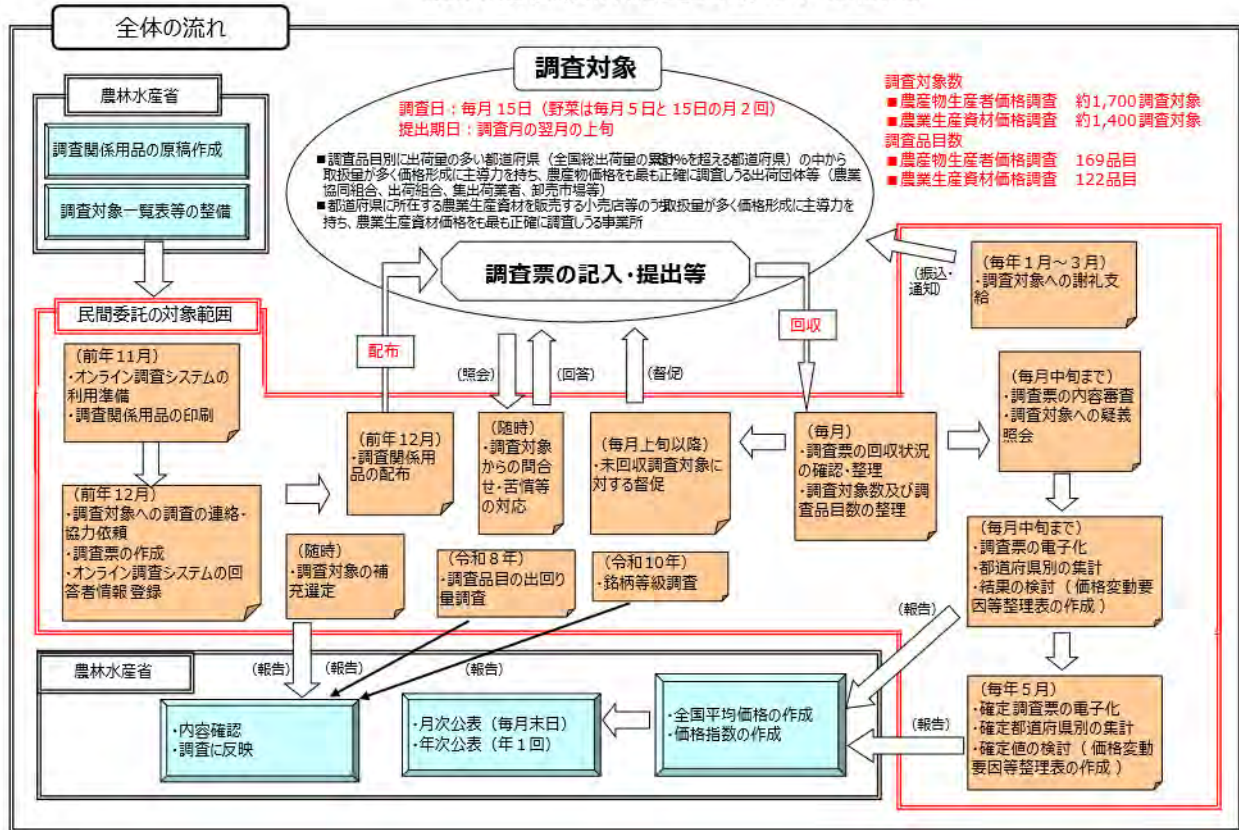 全体の流れ
農林水産省
調査関係用品の原稿作成
調査対象一覧表等の整備
調査対象
調査日：毎月15日（野菜は毎月５日と15日の月２回）
提出期日：調査月の翌月の上旬
■調査品目別に出荷量の多い都道府県（全国総出荷量の累計%を超える都道府県）の中から
取扱量が多く価格形成に主導力を持ち、農産物価格をも最も正確に調査しうる出荷団体等（農業
協同組合、出荷組合、集出荷業者、卸売市場等）
■都道府県に所在する農業生産資材を販売する小売店等のうち取扱量が多く価格形成に主導力を
持ち、農業生産資材価格をも最も正確に調査しうる事業所
調査票の記入・提出等
調査対象数
■農産物生産者価格調査　約1,700調査対象
■農業生産資材価格調査　約1,400調査対象
調査品目数
■農産物生産者価格調査　169品目
■農業生産資材価格調査　122品目
（振込・
通知）
（毎年１月～３月）
・調査対象への謝礼支
給
民間委託の対象範囲
（前年11月）
・オンライン調査システムの
利用準備
・調査関係用品の印刷
（前年12月）
・調査対象への調査の連絡・
協力依頼
・調査票の作成
・オンライン調査システムの回
答者情報 登録
配布
（前年12月）
・調査関係用
品の配布
（随時）
・調査対象の補
充選定
（照会）
（回答）
（督促）
回収
（随時）
・調査対象
からの問合
せ・苦情等
の対応
（毎月上旬以降）
・未回収調査対象に
対する督促
（毎月）
・調査票の回収状況
の確認・整理
・調査対象数及び調
査品目数の整理
（毎月中旬まで）
・調査票の内容審査
・調査対象への疑義
照会
（令和８年）
・調査品目の出回り
量調査
（令和10年）
・銘柄等級調査
（毎月中旬まで）
・調査票の電子化
・都道府県別の集計
・結果の検討（ 価格変動要
因等整理表の作成 ）
（毎年５月）
・確定調査票の電子化
・確定都道府県別の集計
・確定値の検討（ 価格変動
要因等整理表の作成 ）
農林水産省
（報告）
（報告）
（報告）
（報告）
（報告）
・内容確認
・調査に反映
・月次公表（毎月末日）
・年次公表（年１回）
・全国平均価格の作成
・価格指数の作成